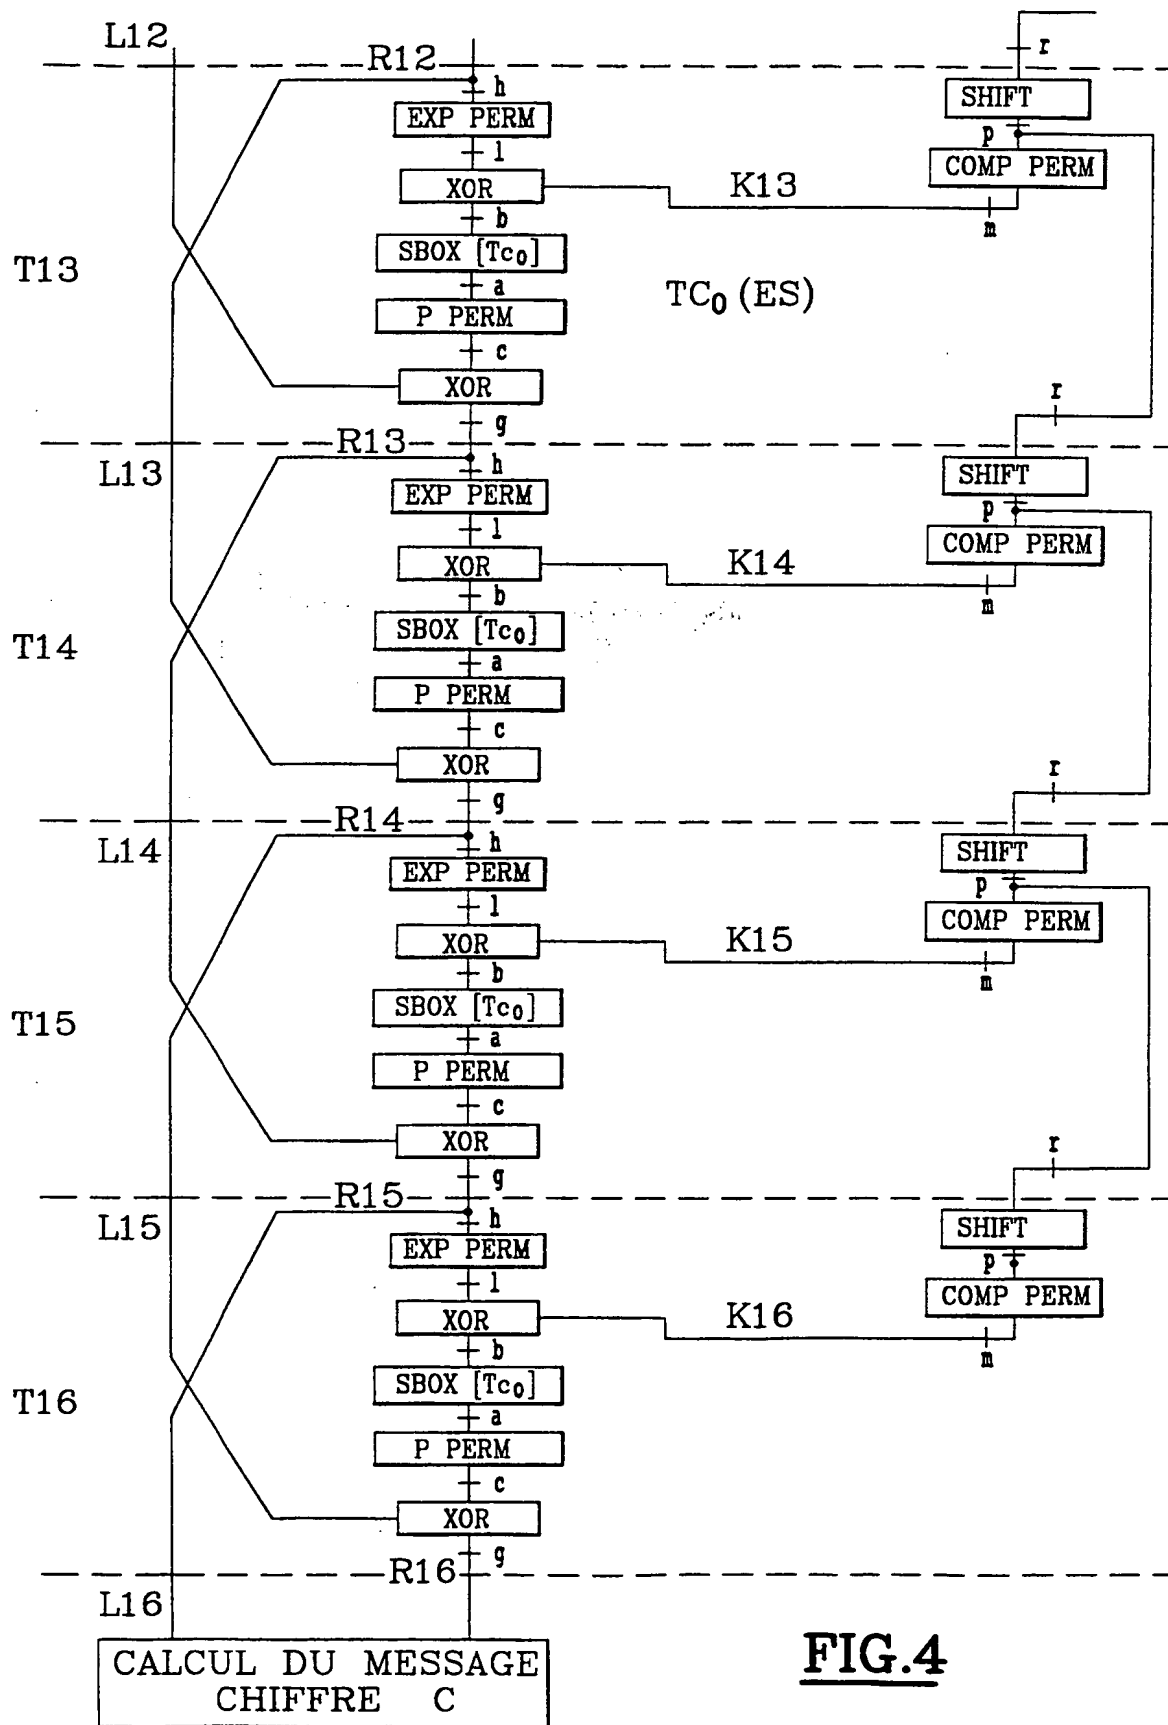 L12
R12
r
h
SHIFT
EXP PERM
p
l
COMP PERM
XOR
K13
b
m
SBOX [Tc0]
T13
a
TC0 (ES)
P PERM
c
XOR
r
g
R13
L13
h
SHIFT
EXP PERM
p
l
COMP PERM
XOR
K14
b
m
SBOX [Tc0]
T14
a
P PERM
c
XOR
r
g
R14
L14
h
SHIFT
EXP PERM
p
l
COMP PERM
XOR
K15
b
m
SBOX [Tc0]
T15
a
P PERM
c
XOR
r
g
R15
L15
h
SHIFT
EXP PERM
p
l
COMP PERM
XOR
K16
b
m
SBOX [Tc0]
T16
a
P PERM
c
XOR
g
R16
L16
CALCUL DU MESSAGE
CHIFFRE C
FIG.4